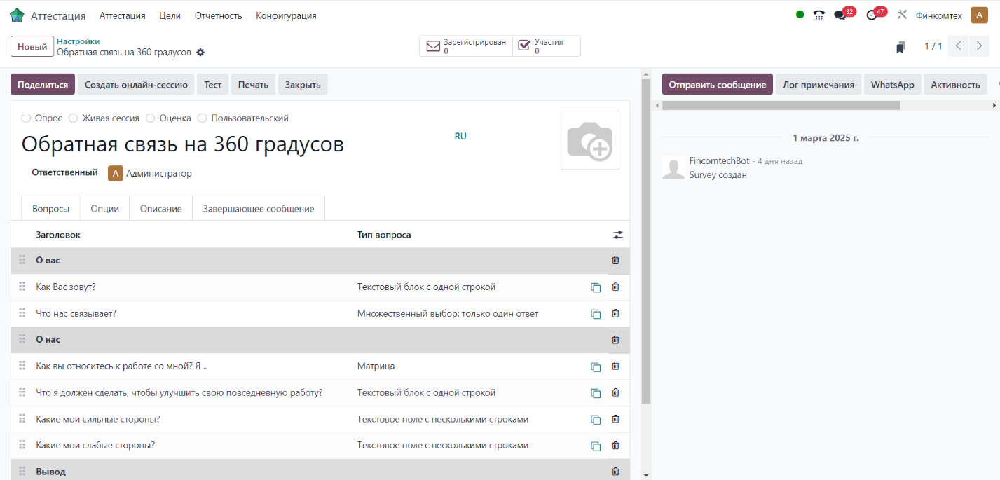 Аттестация Аттестация Цели Отчетность Конфигурация 32 47 Финкомтех A
Новый Настройки Обратная связь на 360 градусов Зарегистрирован 0 Участия 0 1 / 1
Поделиться Создать онлайн-сессию Тест Печать Закрыть
Отправить сообщение Лог примечания WhatsApp Активность
Опрос Живая сессия Оценка Пользовательский
Обратная связь на 360 градусов RU
Ответственный A Администратор
Вопросы Опции Описание Завершающее сообщение
Заголовок Тип вопроса
О вас
Как Вас зовут? Текстовый блок с одной строкой
Что нас связывает? Множественный выбор: только один ответ
О нас
Как вы относитесь к работе со мной? Я .. Матрица
Что я должен сделать, чтобы улучшить свою повседневную работу? Текстовый блок с одной строкой
Какие мои сильные стороны? Текстовое поле с несколькими строками
Какие мои слабые стороны? Текстовое поле с несколькими строками
Вывод
1 марта 2025 г.
FincomtechBot - 4 дня назад
Survey создан